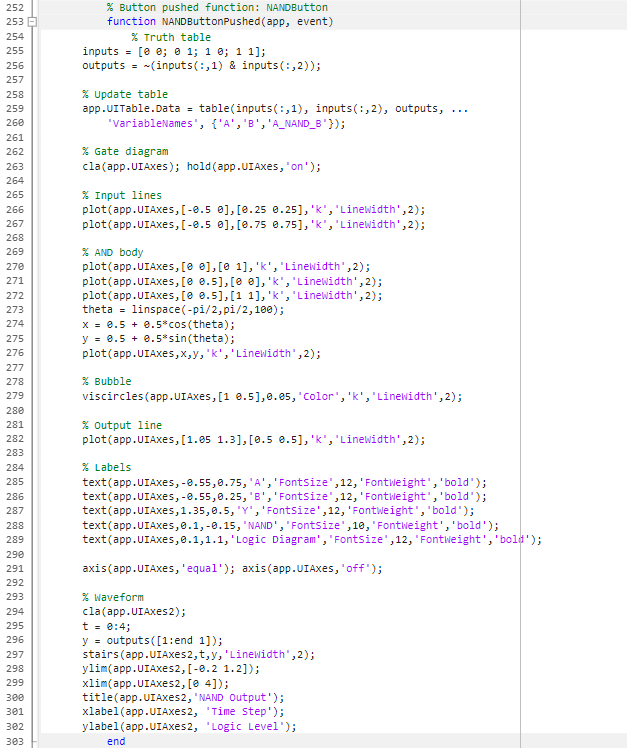 252 % Button pushed function: NANDButton
253 function NANDButtonPushed(app, event)
254 % Truth table
255 inputs = [0 0; 0 1; 1 0; 1 1];
256 outputs = ~(inputs(:,1) & inputs(:,2));
257
258 % Update table
259 app.UITable.Data = table(inputs(:,1), inputs(:,2), outputs, ...
260 'VariableNames', {'A','B','A_NAND_B'});
261
262 % Gate diagram
263 cla(app.UIAxes); hold(app.UIAxes,'on');
264
265 % Input lines
266 plot(app.UIAxes,[-0.5 0],[0.25 0.25],'k','LineWidth',2);
267 plot(app.UIAxes,[-0.5 0],[0.75 0.75],'k','LineWidth',2);
268
269 % AND body
270 plot(app.UIAxes,[0 0],[0 1],'k','LineWidth',2);
271 plot(app.UIAxes,[0 0.5],[0 0],'k','LineWidth',2);
272 plot(app.UIAxes,[0 0.5],[1 1],'k','LineWidth',2);
273 theta = linspace(-pi/2,pi/2,100);
274 x = 0.5 + 0.5*cos(theta);
275 y = 0.5 + 0.5*sin(theta);
276 plot(app.UIAxes,x,y,'k','LineWidth',2);
277
278 % Bubble
279 viscircles(app.UIAxes,[1 0.5],0.05,'Color','k','LineWidth',2);
280
281 % Output line
282 plot(app.UIAxes,[1.05 1.3],[0.5 0.5],'k','LineWidth',2);
283
284 % Labels
285 text(app.UIAxes,-0.55,0.75,'A','FontSize',12,'FontWeight','bold');
286 text(app.UIAxes,-0.55,0.25,'B','FontSize',12,'FontWeight','bold');
287 text(app.UIAxes,1.35,0.5,'Y','FontSize',12,'FontWeight','bold');
288 text(app.UIAxes,0.1,-0.15,'NAND','FontSize',10,'FontWeight','bold');
289 text(app.UIAxes,0.1,1.1,'Logic Diagram','FontSize',12,'FontWeight','bold');
290
291 axis(app.UIAxes,'equal'); axis(app.UIAxes,'off');
292
293 % Waveform
294 cla(app.UIAxes2);
295 t = 0:4;
296 y = outputs([1:end 1]);
297 stairs(app.UIAxes2,t,y,'LineWidth',2);
298 ylim(app.UIAxes2,[-0.2 1.2]);
299 xlim(app.UIAxes2,[0 4]);
300 title(app.UIAxes2,'NAND Output');
301 xlabel(app.UIAxes2, 'Time Step');
302 ylabel(app.UIAxes2, 'Logic Level');
303 end